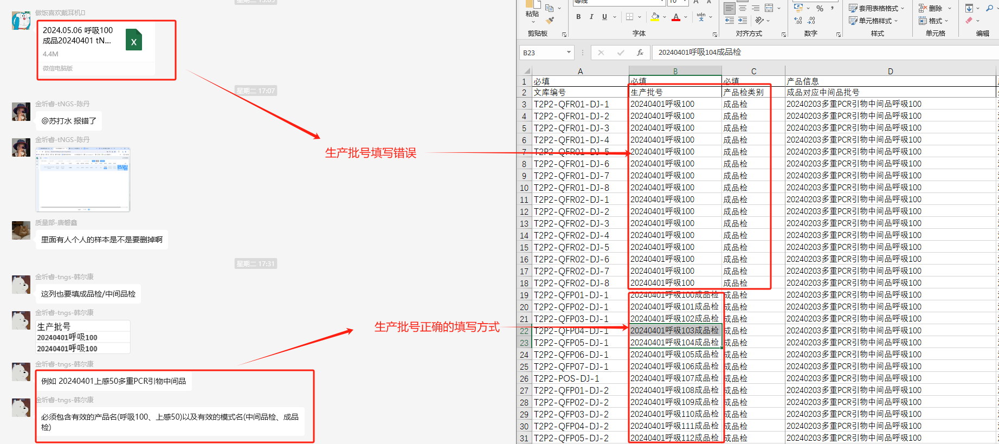 星期二 15:05
做饭喜欢戴耳机
2024.05.06 呼吸100
成品20240401 tN...
4.4M
微信电脑版
星期二 17:07
金圻睿-tNGS-陈丹
@苏打水 报错了
金圻睿-tNGS-陈丹
质量部-唐磐鑫
里面有人个人的样本是不是要删掉啊
星期二 17:31
金圻睿-tngs-韩尔康
这列也要填成品检/中间品检
金圻睿-tngs-韩尔康
生产批号
20240401呼吸100
20240401呼吸100
金圻睿-tngs-韩尔康
例如 20240401上感50多重PCR引物中间品
金圻睿-tngs-韩尔康
必须包含有效的产品名(呼吸100、上感50)以及有效的模式名(中间品检、成品
检)
生产批号填写错误
生产批号正确的填写方式
粘贴
等线 10 A A
B I U A wén 文
% ,
套用表格格式
单元格样式
删除
格式
剪贴板 字体 对齐方式 数字 样式 单元格 编辑
B23 fx 20240401呼吸104成品检
A B C D
1 必填 必填 必填 产品信息
2 文库编号 生产批号 产品检类别 成品对应中间品批号
3 T2P2-QFR01-DJ-1 20240401呼吸100 成品检 20240203多重PCR引物中间品呼吸100
4 T2P2-QFR01-DJ-2 20240401呼吸100 成品检 20240203多重PCR引物中间品呼吸100
5 T2P2-QFR01-DJ-3 20240401呼吸100 成品检 20240203多重PCR引物中间品呼吸100
6 T2P2-QFR01-DJ-4 20240401呼吸100 成品检 20240203多重PCR引物中间品呼吸100
7 T2P2-QFR01-DJ-5 20240401呼吸100 成品检 20240203多重PCR引物中间品呼吸100
8 T2P2-QFR01-DJ-6 20240401呼吸100 成品检 20240203多重PCR引物中间品呼吸100
9 T2P2-QFR01-DJ-7 20240401呼吸100 成品检 20240203多重PCR引物中间品呼吸100
10 T2P2-QFR01-DJ-8 20240401呼吸100 成品检 20240203多重PCR引物中间品呼吸100
11 T2P2-QFR02-DJ-1 20240401呼吸100 成品检 20240203多重PCR引物中间品呼吸100
12 T2P2-QFR02-DJ-2 20240401呼吸100 成品检 20240203多重PCR引物中间品呼吸100
13 T2P2-QFR02-DJ-3 20240401呼吸100 成品检 20240203多重PCR引物中间品呼吸100
14 T2P2-QFR02-DJ-4 20240401呼吸100 成品检 20240203多重PCR引物中间品呼吸100
15 T2P2-QFR02-DJ-5 20240401呼吸100 成品检 20240203多重PCR引物中间品呼吸100
16 T2P2-QFR02-DJ-6 20240401呼吸100 成品检 20240203多重PCR引物中间品呼吸100
17 T2P2-QFR02-DJ-7 20240401呼吸100 成品检 20240203多重PCR引物中间品呼吸100
18 T2P2-QFR02-DJ-8 20240401呼吸100 成品检 20240203多重PCR引物中间品呼吸100
19 T2P2-QFP01-DJ-1 20240401呼吸100成品检 成品检 20240203多重PCR引物中间品呼吸100
20 T2P2-QFP02-DJ-1 20240401呼吸101成品检 成品检 20240203多重PCR引物中间品呼吸100
21 T2P2-QFP03-DJ-1 20240401呼吸102成品检 成品检 20240203多重PCR引物中间品呼吸100
22 T2P2-QFP04-DJ-1 20240401呼吸103成品检 成品检 20240203多重PCR引物中间品呼吸100
23 T2P2-QFP05-DJ-1 20240401呼吸104成品检 成品检 20240203多重PCR引物中间品呼吸100
24 T2P2-QFP06-DJ-1 20240401呼吸105成品检 成品检 20240203多重PCR引物中间品呼吸100
25 T2P2-QFP07-DJ-1 20240401呼吸106成品检 成品检 20240203多重PCR引物中间品呼吸100
26 T2P2-POS-DJ-1 20240401呼吸107成品检 成品检 20240203多重PCR引物中间品呼吸100
27 T2P2-QFP01-DJ-2 20240401呼吸108成品检 成品检 20240203多重PCR引物中间品呼吸100
28 T2P2-QFP02-DJ-2 20240401呼吸109成品检 成品检 20240203多重PCR引物中间品呼吸100
29 T2P2-QFP03-DJ-2 20240401呼吸110成品检 成品检 20240203多重PCR引物中间品呼吸100
30 T2P2-QFP04-DJ-2 20240401呼吸111成品检 成品检 20240203多重PCR引物中间品呼吸100
31 T2P2-QFP05-DJ-2 20240401呼吸112成品检 成品检 20240203多重PCR引物中间品呼吸100